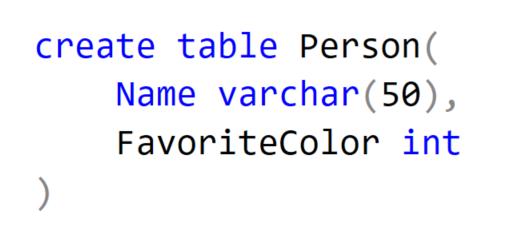 create table Person(
Name varchar(50),
FavoriteColor int
)